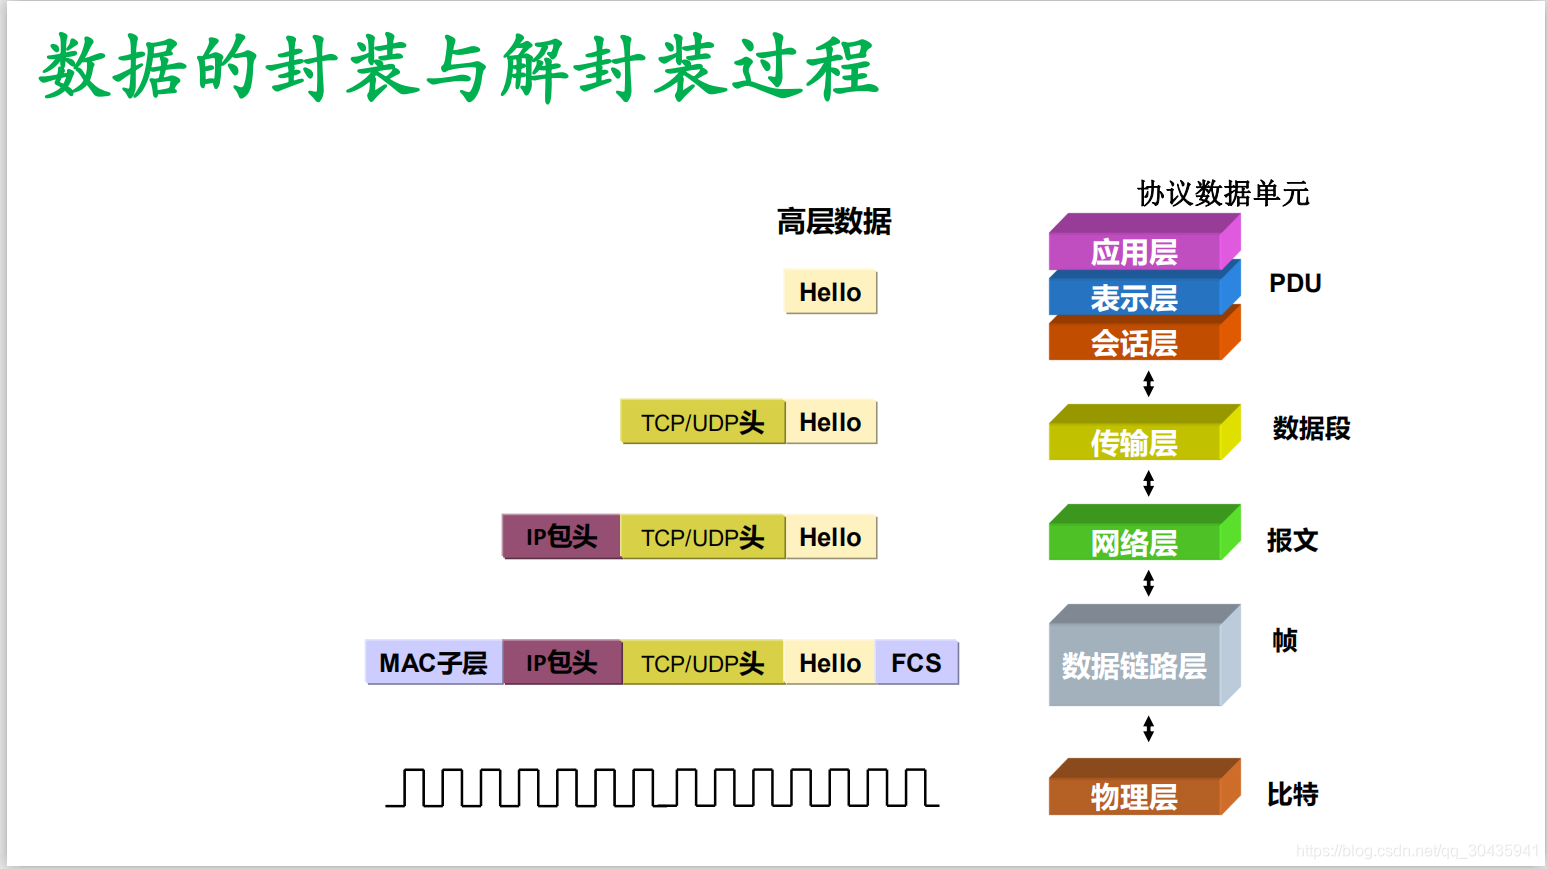 数据的封装与解封装过程
协议数据单元
高层数据
应用层
Hello
表示层
PDU
会话层
TCP/UDP头 Hello
传输层
数据段
IP包头 TCP/UDP头 Hello
网络层
报文
MAC子层 IP包头 TCP/UDP头 Hello FCS
数据链路层
帧
物理层
比特
https://blog.csdn.net/qq_30435941